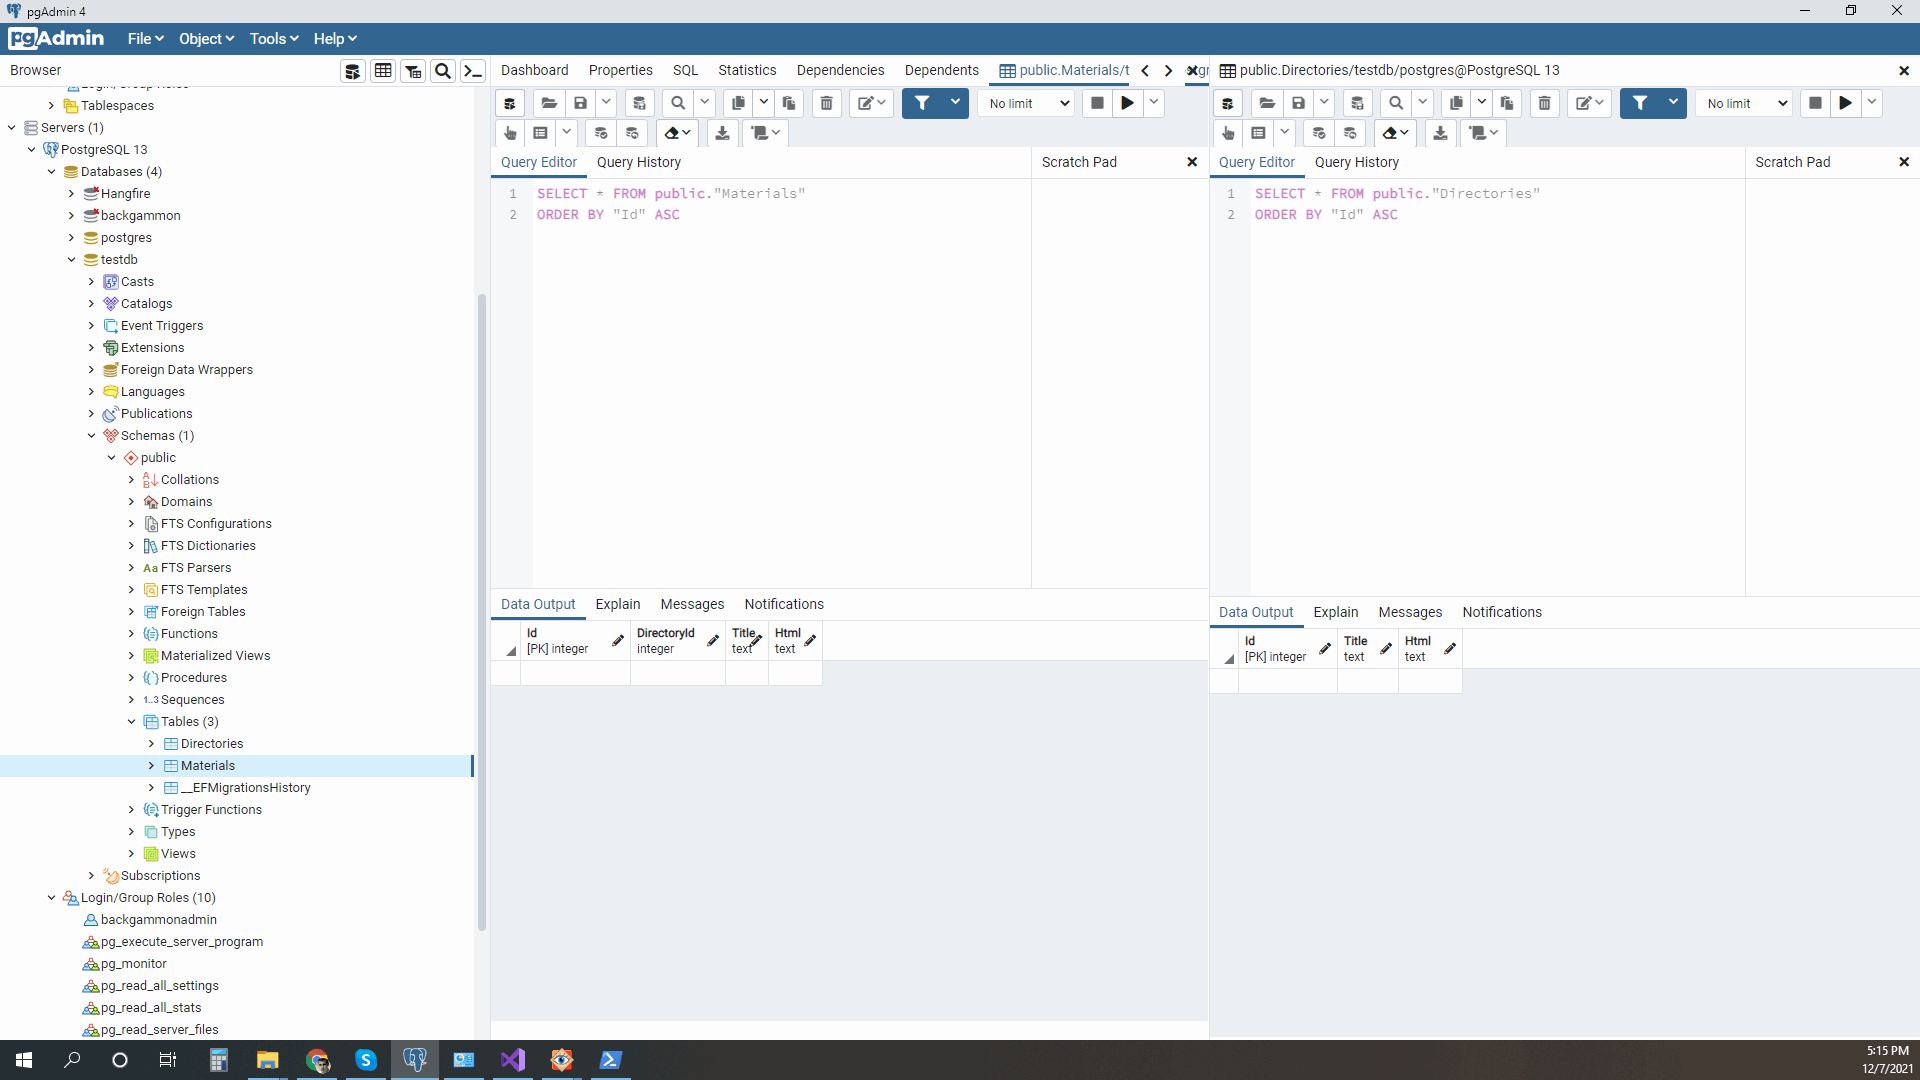 pgAdmin 4
pgAdmin File Object Tools Help
Browser
Dashboard Properties SQL Statistics Dependencies Dependents public.Materials/t
public.Directories/testdb/postgres@PostgreSQL 13
Tablespaces
Servers (1)
PostgreSQL 13
Databases (4)
Hangfire
backgammon
postgres
testdb
Casts
Catalogs
Event Triggers
Extensions
Foreign Data Wrappers
Languages
Publications
Schemas (1)
public
Collations
Domains
FTS Configurations
FTS Dictionaries
Aa FTS Parsers
FTS Templates
Foreign Tables
Functions
Materialized Views
Procedures
1..3 Sequences
Tables (3)
Directories
Materials
__EFMigrationsHistory
Trigger Functions
Types
Views
Subscriptions
Login/Group Roles (10)
backgammonadmin
pg_execute_server_program
pg_monitor
pg_read_all_settings
pg_read_all_stats
pg_read_server_files
No limit
Query Editor Query History Scratch Pad
1 SELECT * FROM public."Materials"
2 ORDER BY "Id" ASC
Data Output Explain Messages Notifications
Id DirectoryId Title Html
[PK] integer integer text text
No limit
Query Editor Query History Scratch Pad
1 SELECT * FROM public."Directories"
2 ORDER BY "Id" ASC
Data Output Explain Messages Notifications
Id Title Html
[PK] integer text text
5:15 PM
12/7/2021